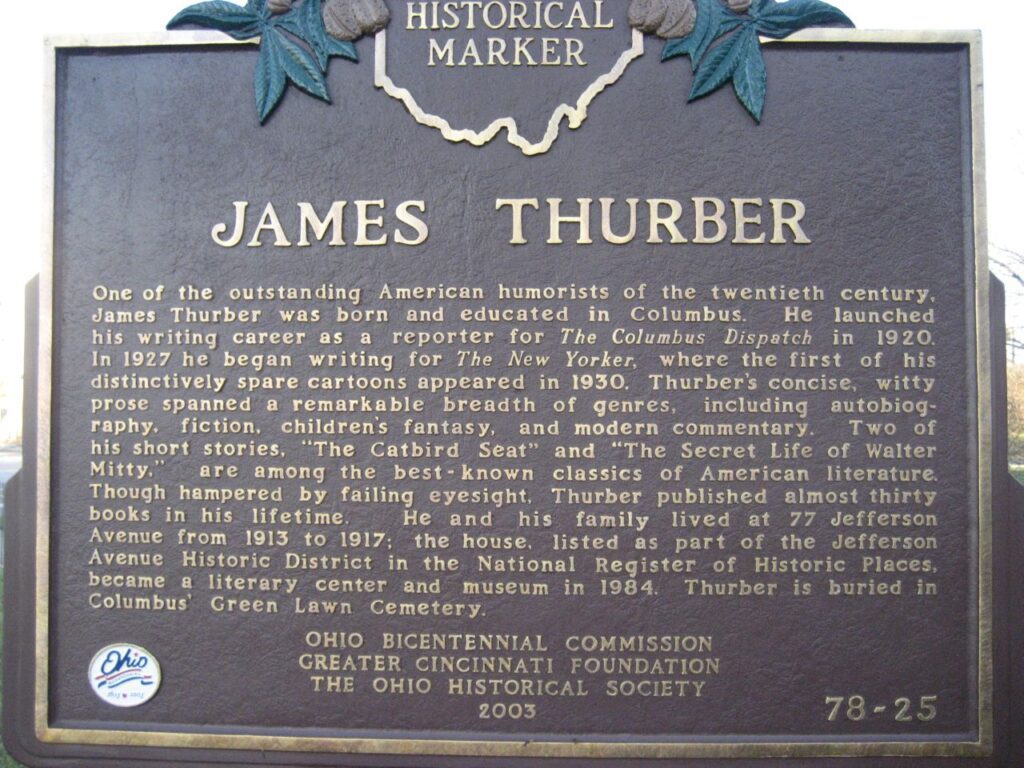 HISTORICAL
MARKER
JAMES THURBER
One of the outstanding American humorists of the twentieth century,
James Thurber was born and educated in Columbus. He launched
his writing career as a reporter for The Columbus Dispatch in 1920.
In 1927 he began writing for The New Yorker, where the first of his
distinctively spare cartoons appeared in 1930. Thurber's concise, witty
prose spanned a remarkable breadth of genres, including autobiog-
raphy, fiction, children's fantasy, and modern commentary. Two of
his short stories, "The Catbird Seat" and "The Secret Life of Walter
Mitty," are among the best-known classics of American literature.
Though hampered by failing eyesight, Thurber published almost thirty
books in his lifetime. He and his family lived at 77 Jefferson
Avenue from 1913 to 1917; the house, listed as part of the Jefferson
Avenue Historic District in the National Register of Historic Places,
became a literary center and museum in 1984. Thurber is buried in
Columbus' Green Lawn Cemetery.
OHIO BICENTENNIAL COMMISSION
GREATER CINCINNATI FOUNDATION
THE OHIO HISTORICAL SOCIETY
2003
78-25
Ohio